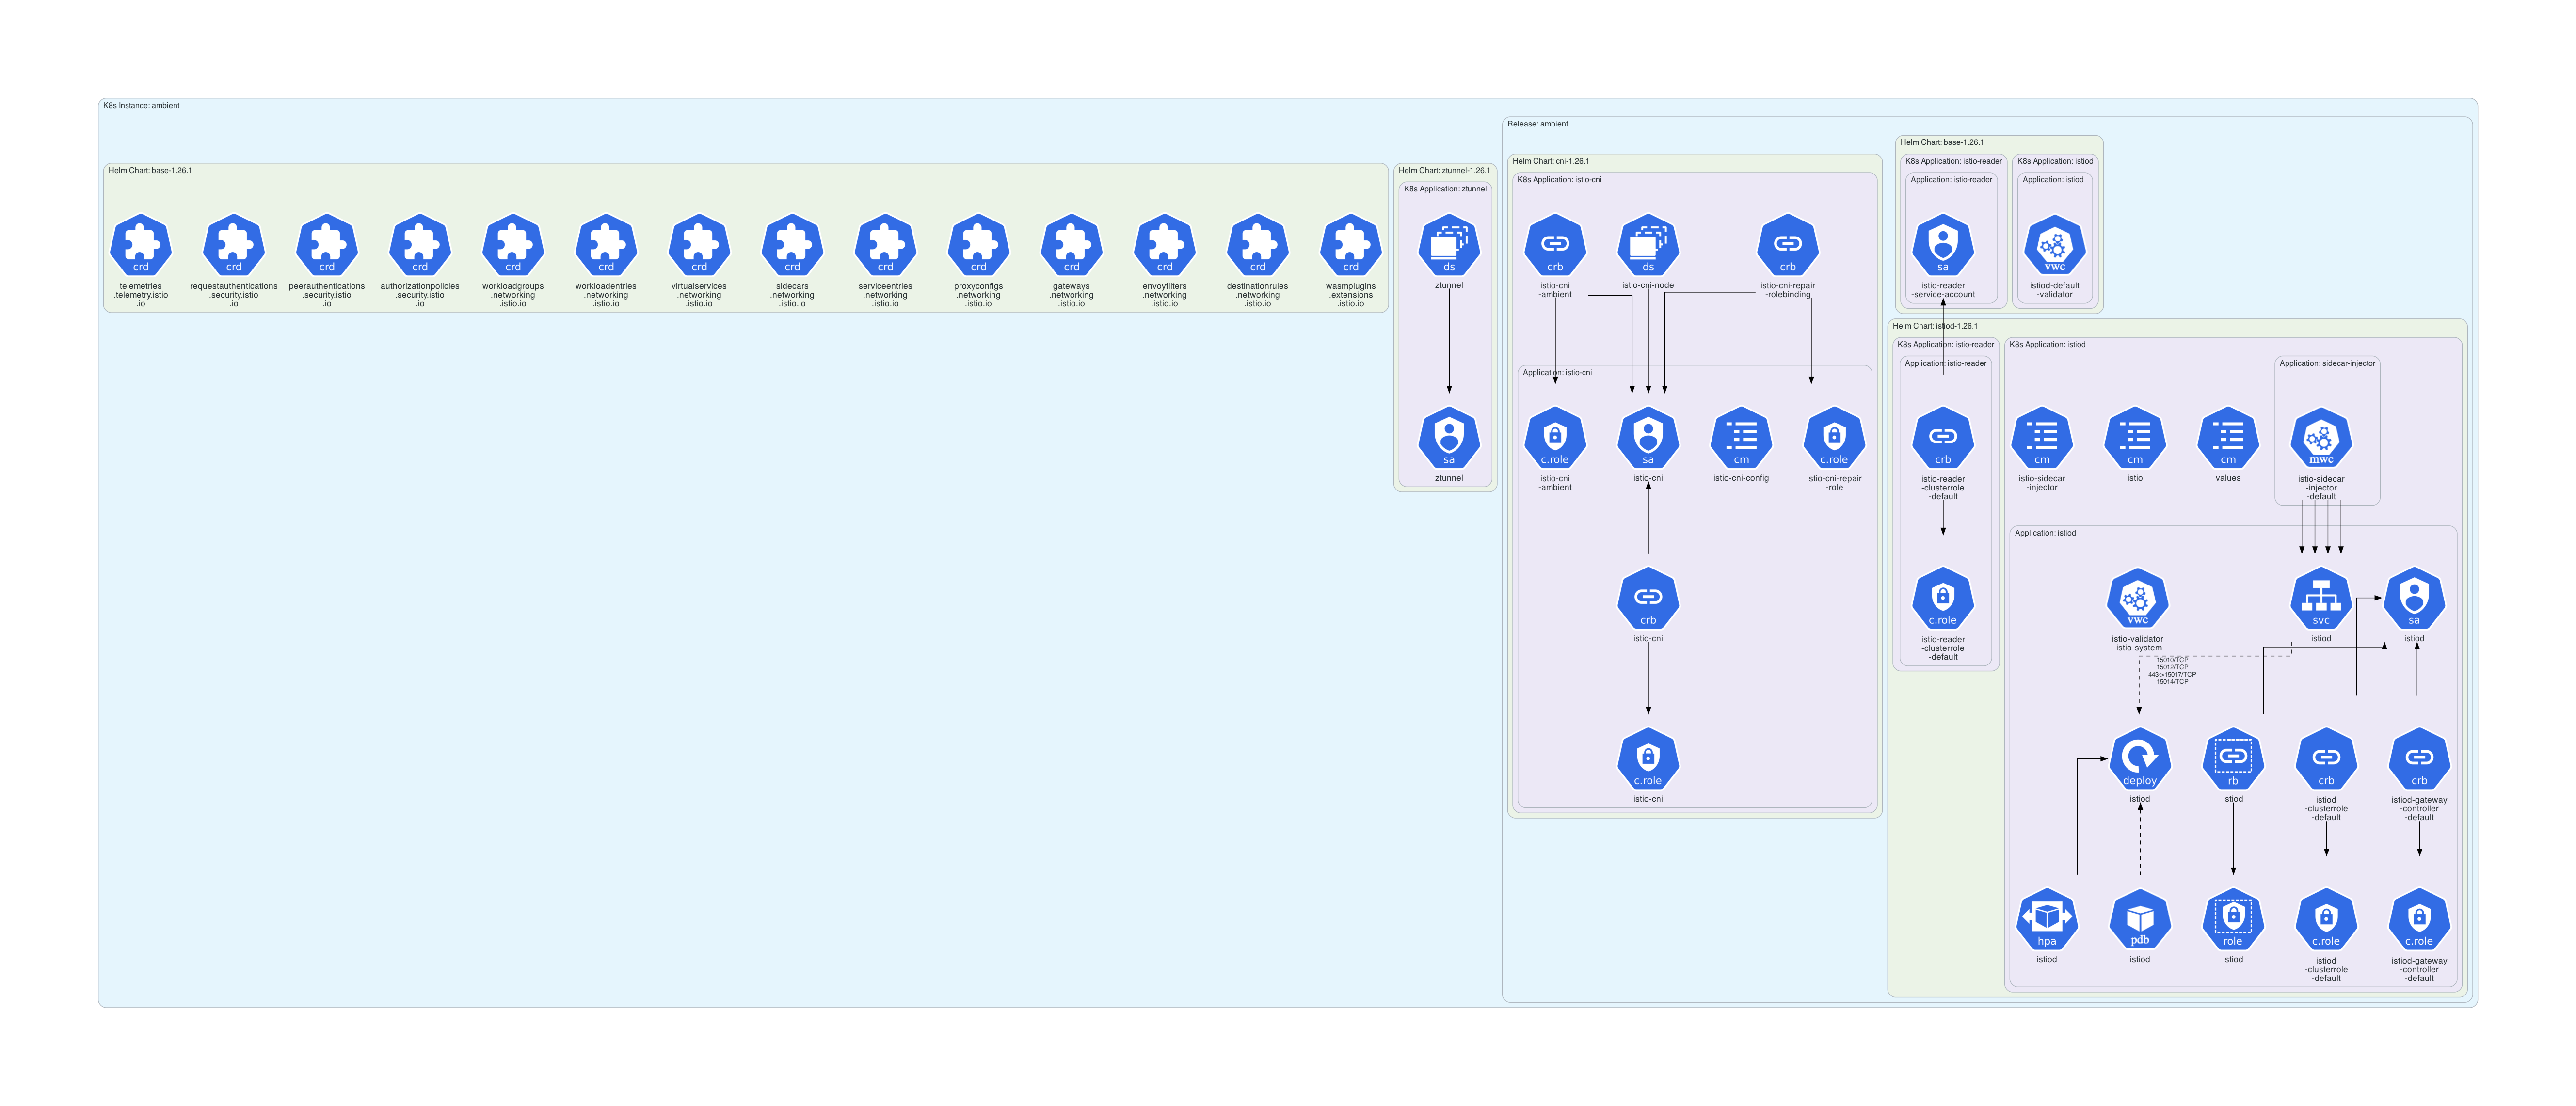 K8s Instance: ambient
Helm Chart: base-1.26.1
crd
telemetries
.telemetry.istio
.io
crd
requestauthentications
.security.istio
.io
crd
peerauthentications
.security.istio
.io
crd
authorizationpolicies
.security.istio
.io
crd
workloadgroups
.networking
.istio.io
crd
workloadentries
.networking
.istio.io
crd
virtualservices
.networking
.istio.io
crd
sidecars
.networking
.istio.io
crd
serviceentries
.networking
.istio.io
crd
proxyconfigs
.networking
.istio.io
crd
gateways
.networking
.istio.io
crd
envoyfilters
.networking
.istio.io
crd
destinationrules
.networking
.istio.io
crd
wasmplugins
.extensions
.istio.io
Helm Chart: ztunnel-1.26.1
K8s Application: ztunnel
ds
ztunnel
sa
ztunnel
Release: ambient
Helm Chart: cni-1.26.1
K8s Application: istio-cni
crb
istio-cni
-ambient
ds
istio-cni-node
crb
istio-cni-repair
-rolebinding
Application: istio-cni
c.role
istio-cni
-ambient
sa
istio-cni
cm
istio-cni-config
c.role
istio-cni-repair
-role
crb
istio-cni
c.role
istio-cni
Helm Chart: base-1.26.1
K8s Application: istio-reader
Application: istio-reader
sa
istio-reader
-service-account
K8s Application: istiod
Application: istiod
vwc
istiod-default
-validator
Helm Chart: istiod-1.26.1
K8s Application: istio-reader
Application: istio-reader
crb
istio-reader
-clusterrole
-default
c.role
istio-reader
-clusterrole
-default
K8s Application: istiod
cm
istio-sidecar
-injector
cm
istio
cm
values
Application: sidecar-injector
mwc
istio-sidecar
-injector
-default
Application: istiod
vwc
istio-validator
-istio-system
svc
istiod
sa
istiod
15010/TCP
15012/TCP
443->15017/TCP
15014/TCP
deploy
istiod
rb
istiod
crb
istiod
-clusterrole
-default
crb
istiod-gateway
-controller
-default
hpa
istiod
pdb
istiod
role
istiod
c.role
istiod
-clusterrole
-default
c.role
istiod-gateway
-controller
-default